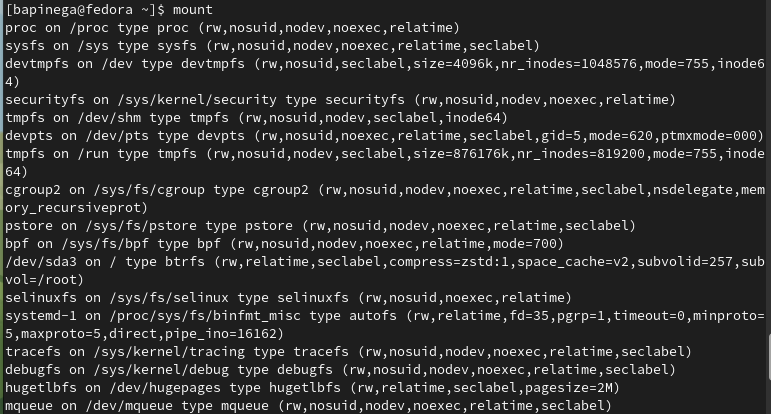 [bapinega@fedora ~]$ mount
proc on /proc type proc (rw,nosuid,nodev,noexec,relatime)
sysfs on /sys type sysfs (rw,nosuid,nodev,noexec,relatime,seclabel)
devtmpfs on /dev type devtmpfs (rw,nosuid,seclabel,size=4096k,nr_inodes=1048576,mode=755,inode6
4)
securityfs on /sys/kernel/security type securityfs (rw,nosuid,nodev,noexec,relatime)
tmpfs on /dev/shm type tmpfs (rw,nosuid,nodev,seclabel,inode64)
devpts on /dev/pts type devpts (rw,nosuid,noexec,relatime,seclabel,gid=5,mode=620,ptmxmode=000)
tmpfs on /run type tmpfs (rw,nosuid,nodev,seclabel,size=876176k,nr_inodes=819200,mode=755,inode
64)
cgroup2 on /sys/fs/cgroup type cgroup2 (rw,nosuid,nodev,noexec,relatime,seclabel,nsdelegate,mem
ory_recursiveprot)
pstore on /sys/fs/pstore type pstore (rw,nosuid,nodev,noexec,relatime,seclabel)
bpf on /sys/fs/bpf type bpf (rw,nosuid,nodev,noexec,relatime,mode=700)
/dev/sda3 on / type btrfs (rw,relatime,seclabel,compress=zstd:1,space_cache=v2,subvolid=257,sub
vol=/root)
selinuxfs on /sys/fs/selinux type selinuxfs (rw,nosuid,noexec,relatime)
systemd-1 on /proc/sys/fs/binfmt_misc type autofs (rw,relatime,fd=35,pgrp=1,timeout=0,minproto=
5,maxproto=5,direct,pipe_ino=16162)
tracefs on /sys/kernel/tracing type tracefs (rw,nosuid,nodev,noexec,relatime,seclabel)
debugfs on /sys/kernel/debug type debugfs (rw,nosuid,nodev,noexec,relatime,seclabel)
hugetlbfs on /dev/hugepages type hugetlbfs (rw,relatime,seclabel,pagesize=2M)
mqueue on /dev/mqueue type mqueue (rw,nosuid,nodev,noexec,relatime,seclabel)